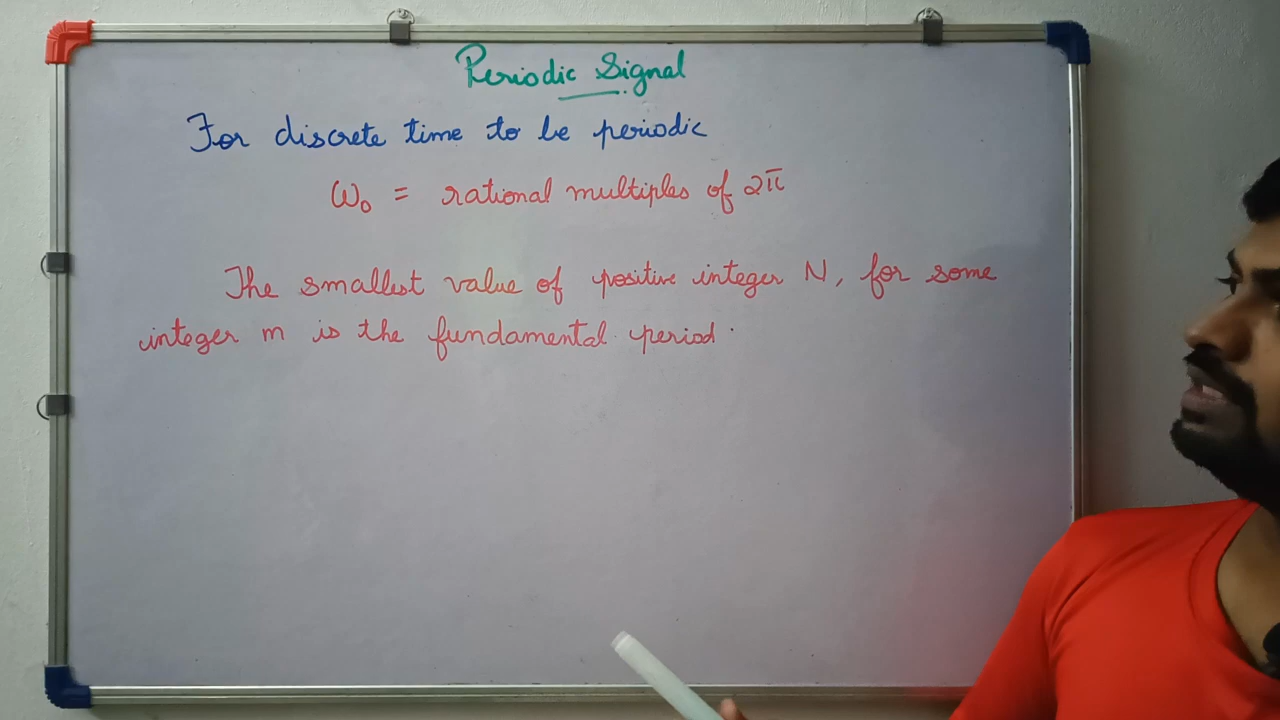 Periodic Signal
For discrete time to be periodic
ω₀ = rational multiples of 2π
The smallest value of positive integer N, for some
integer m is the fundamental period.